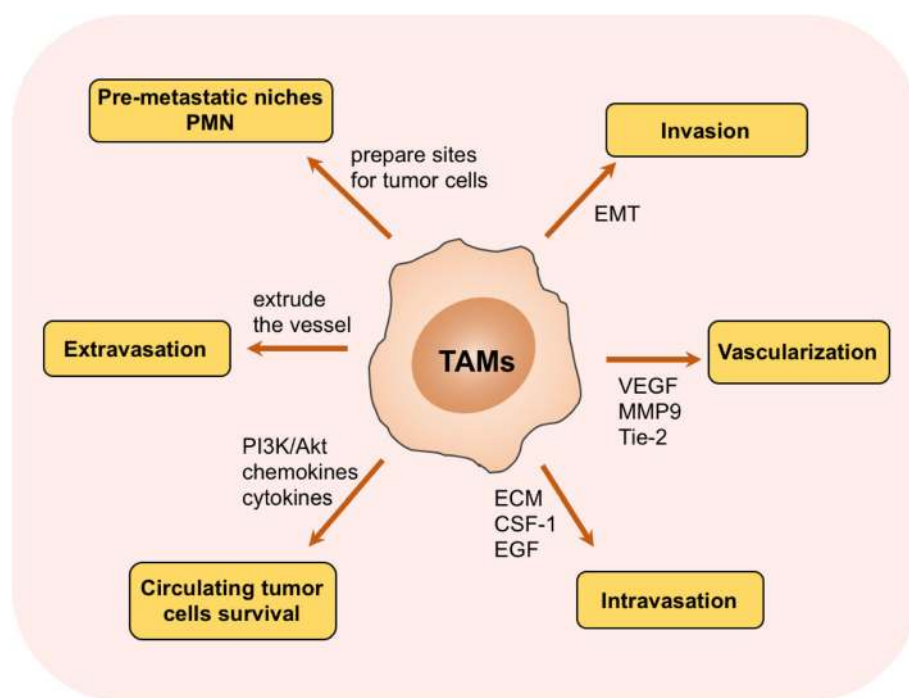 Pre-metastatic niches
PMN
prepare sites
for tumor cells
Invasion
EMT
extrude
the vessel
Extravasation
TAMs
Vascularization
VEGF
MMP9
Tie-2
PI3K/Akt
chemokines
cytokines
ECM
CSF-1
EGF
Circulating tumor
cells survival
Intravasation